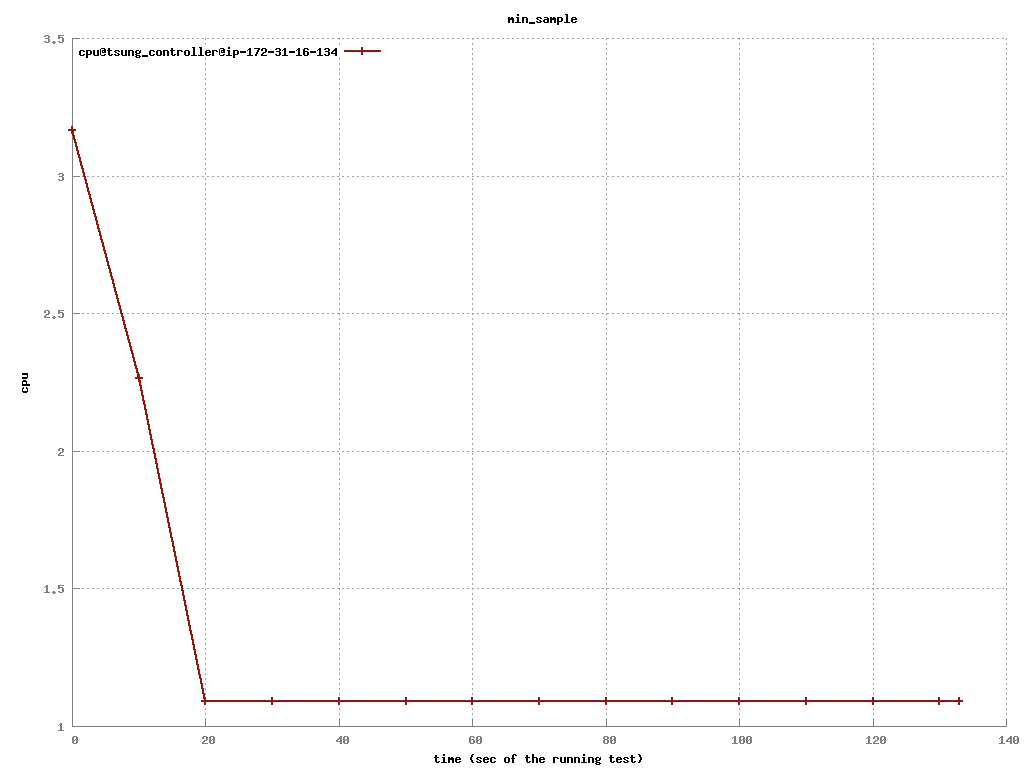 min_sample
3.5
cpu@tsung_controller@ip-172-31-16-134
3
2.5
cpu
2
1.5
1
0 20 40 60 80 100 120 140
time (sec of the running test)